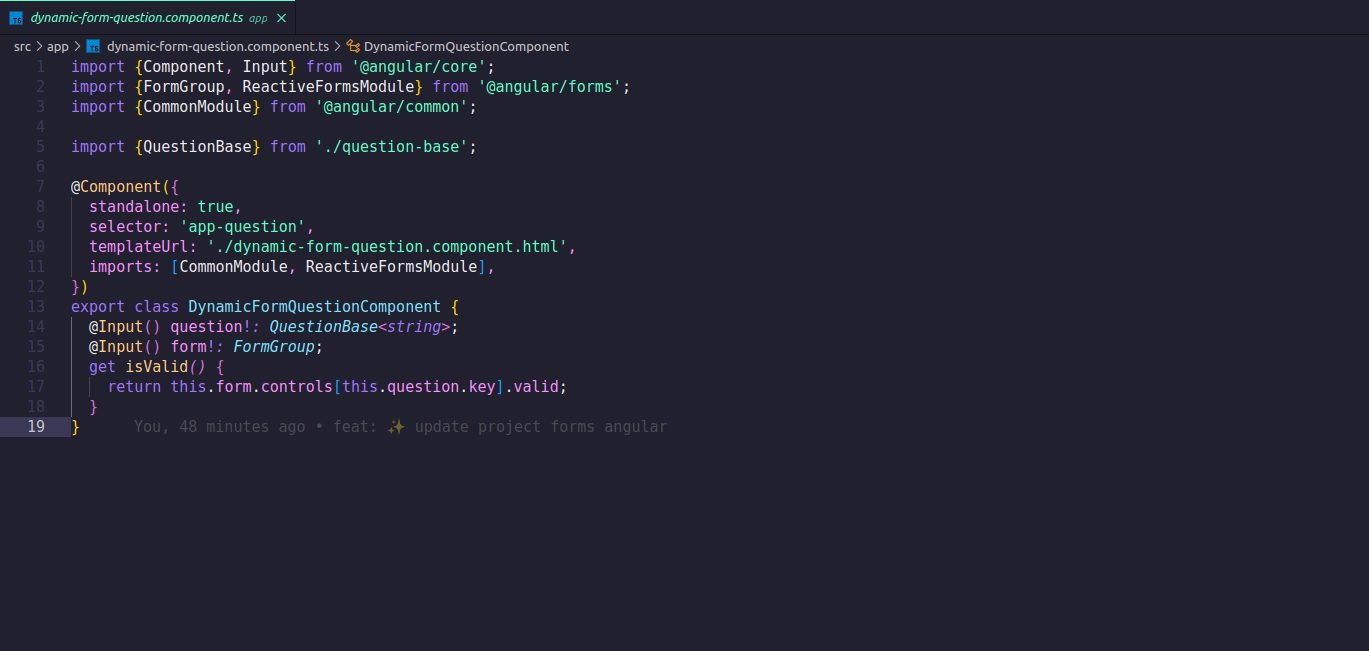 dynamic-form-question.component.ts app
src > app > dynamic-form-question.component.ts > DynamicFormQuestionComponent
1 import {Component, Input} from '@angular/core';
2 import {FormGroup, ReactiveFormsModule} from '@angular/forms';
3 import {CommonModule} from '@angular/common';
4
5 import {QuestionBase} from './question-base';
6
7 @Component({
8   standalone: true,
9   selector: 'app-question',
10   templateUrl: './dynamic-form-question.component.html',
11   imports: [CommonModule, ReactiveFormsModule],
12 })
13 export class DynamicFormQuestionComponent {
14   @Input() question!: QuestionBase<string>;
15   @Input() form!: FormGroup;
16   get isValid() {
17     return this.form.controls[this.question.key].valid;
18   }
19 }      You, 48 minutes ago • feat: ✨ update project forms angular